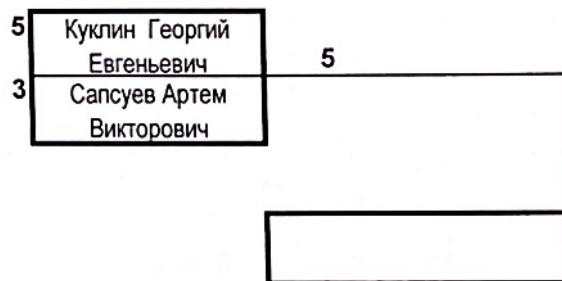 5 Куклин Георгий
Евгеньевич 5
3 Сапсуев Артем
Викторович